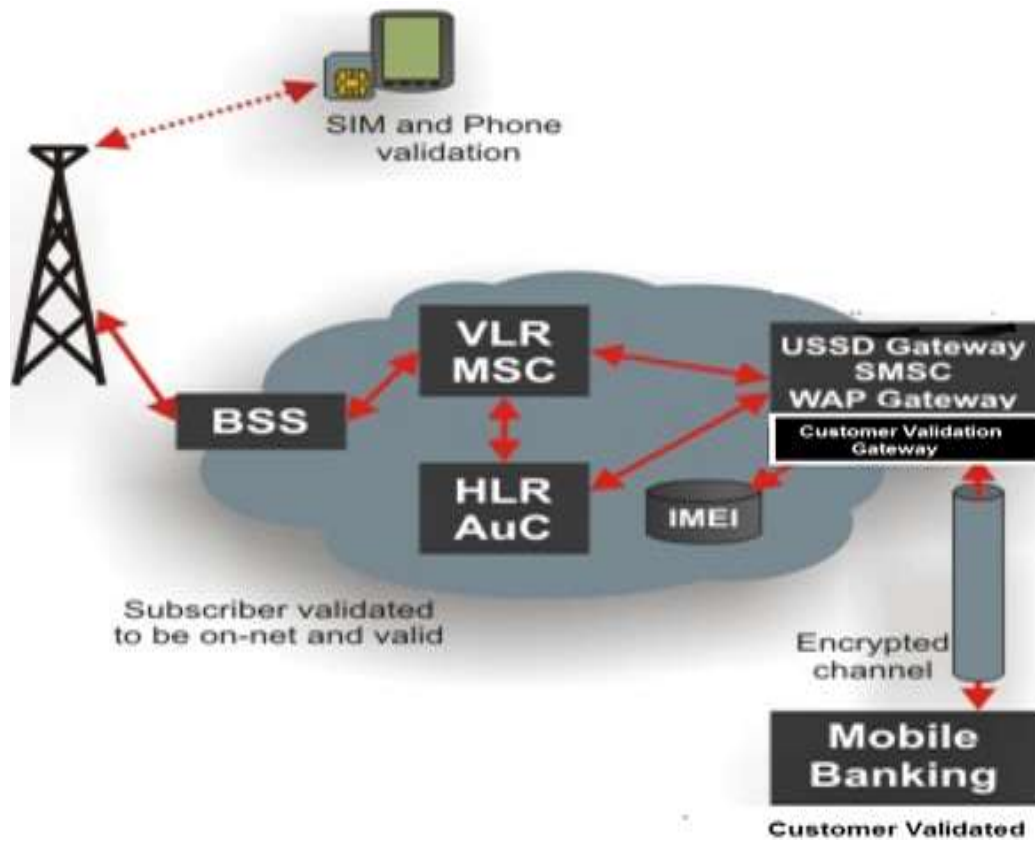 SIM and Phone
validation
VLR
MSC
USSD Gateway
SMSC
WAP Gateway
Customer Validation
Gateway
BSS
HLR
AuC
IMEI
Subscriber validated
to be on-net and valid
Encrypted
channel
Mobile
Banking
Customer Validated